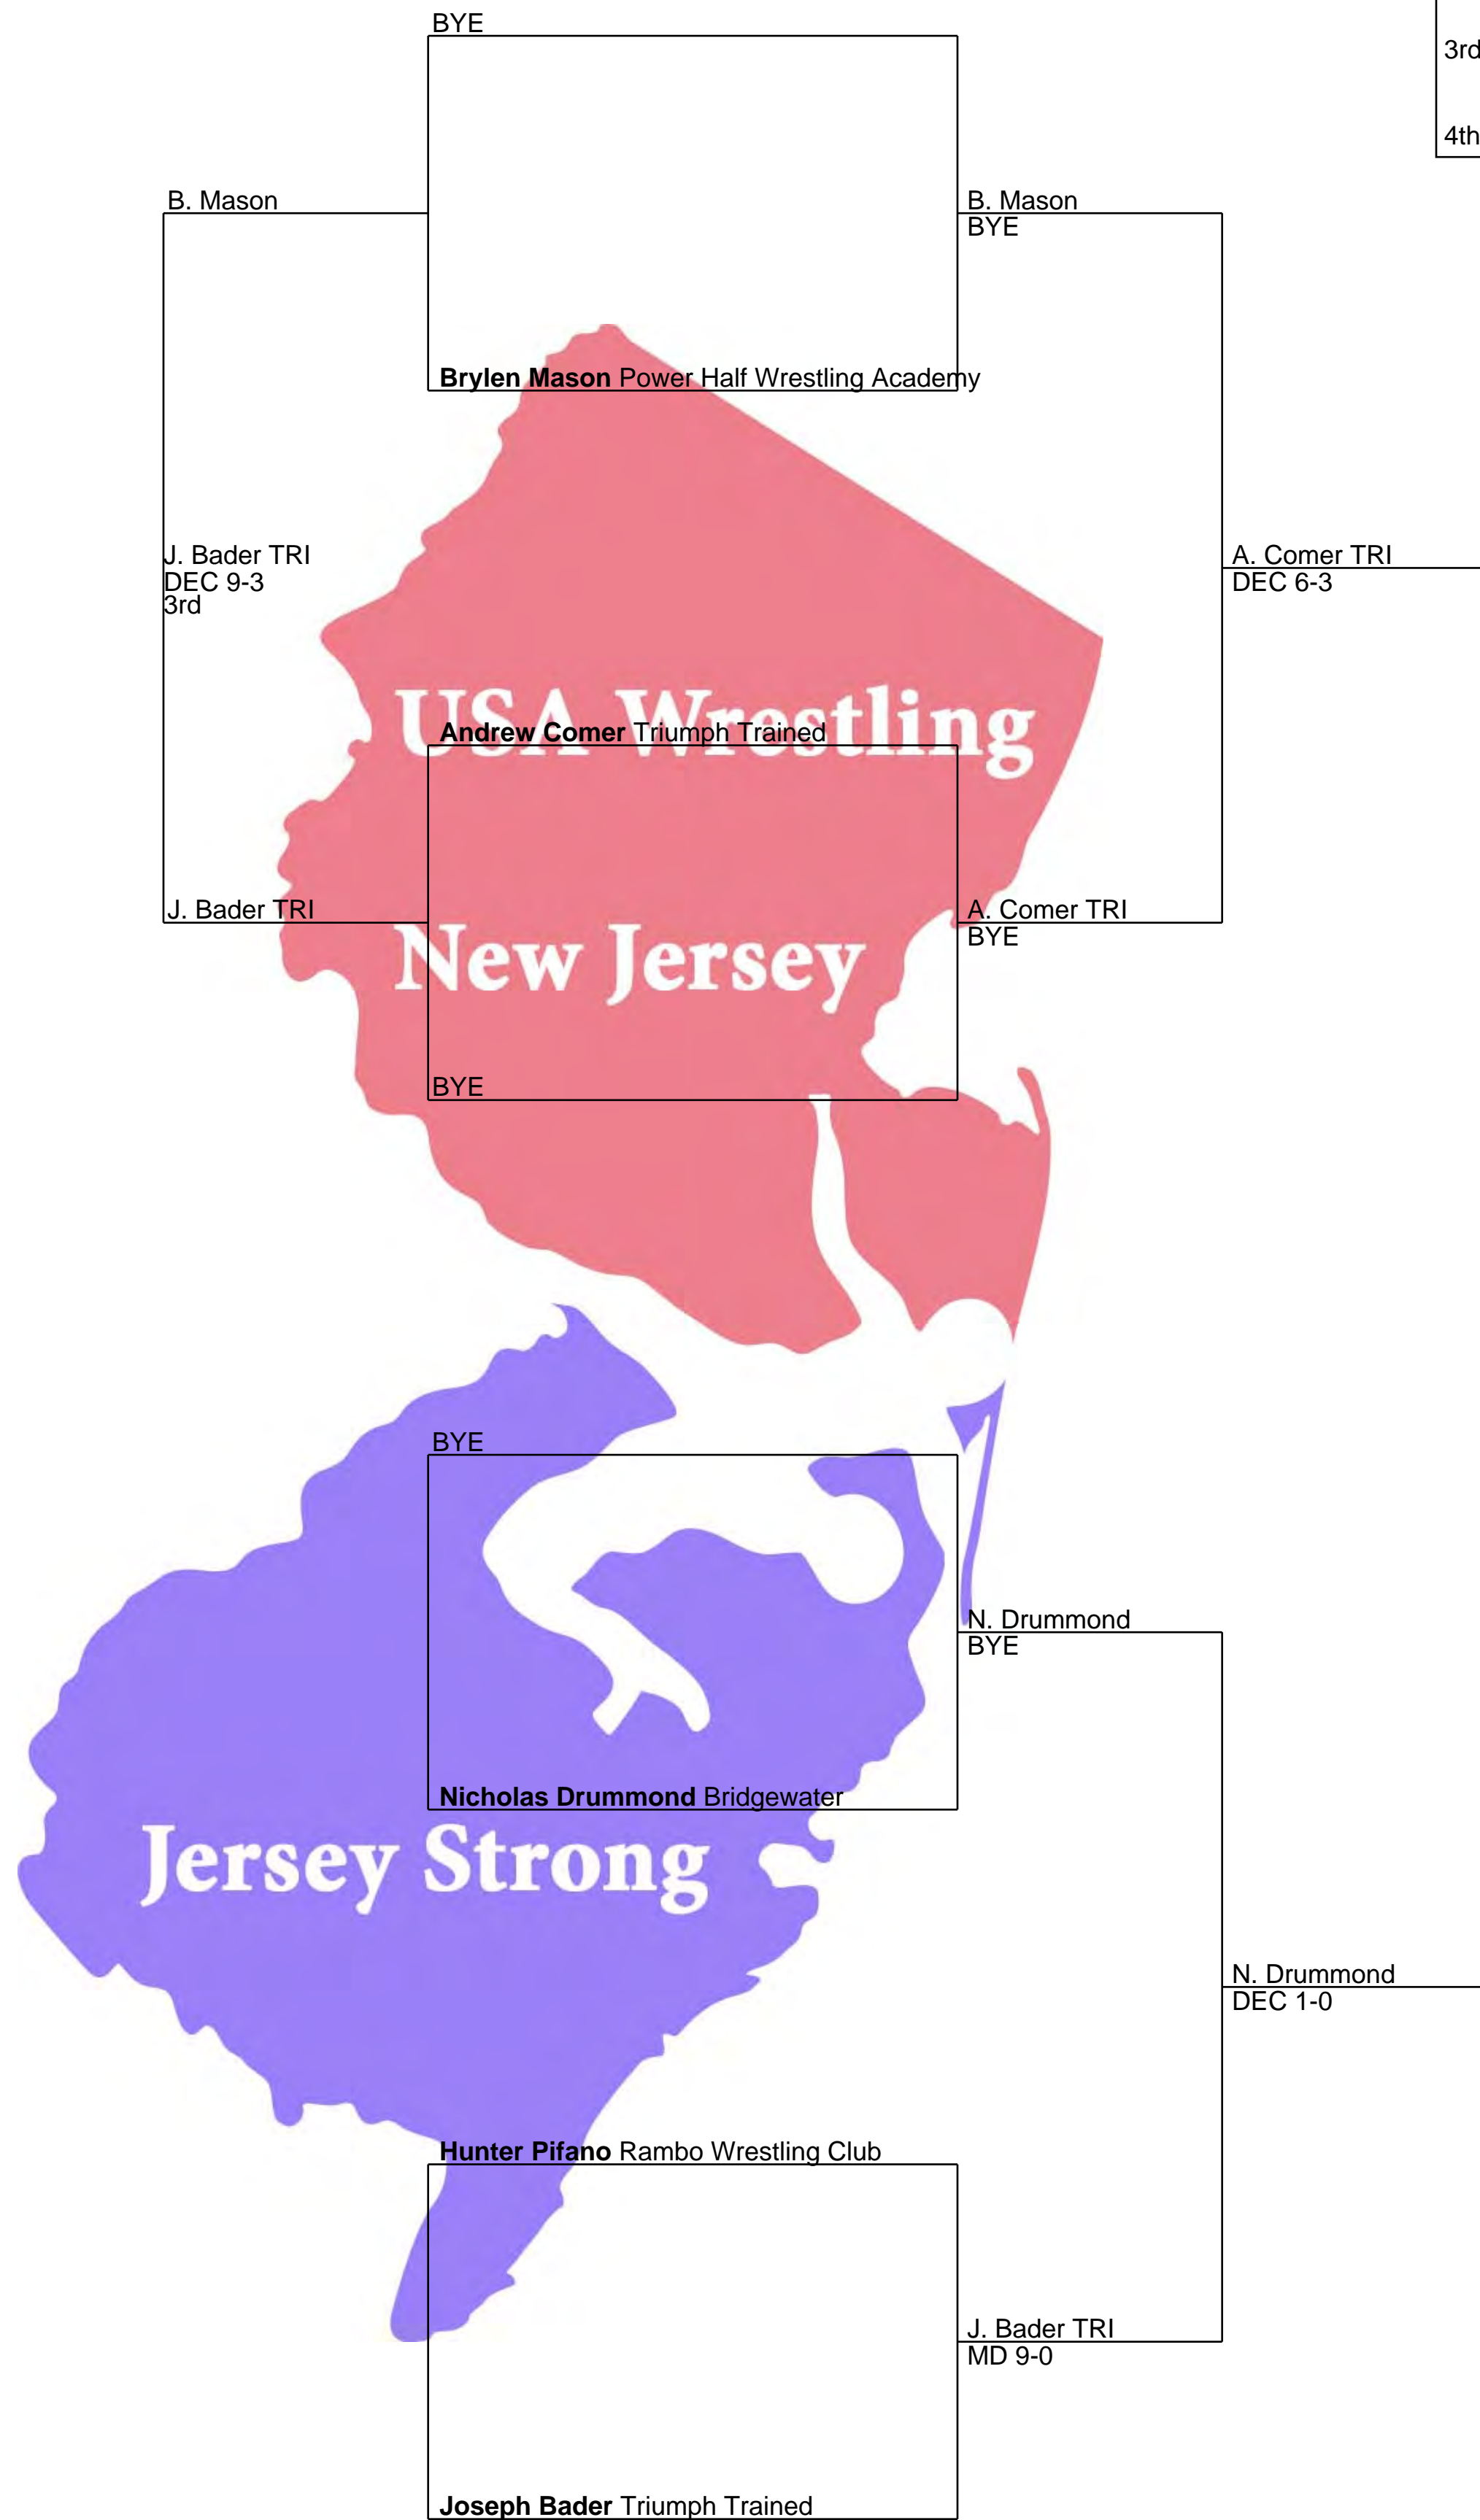 BYE
3rd
4th
B. Mason
B. Mason
BYE
Brylen Mason Power Half Wrestling Academy
J. Bader TRI
DEC 9-3
3rd
A. Comer TRI
DEC 6-3
USA Wrestling
Andrew Comer Triumph Trained
J. Bader TRI
A. Comer TRI
BYE
New Jersey
BYE
BYE
N. Drummond
BYE
Nicholas Drummond Bridgewater
Jersey Strong
N. Drummond
DEC 1-0
Hunter Pifano Rambo Wrestling Club
J. Bader TRI
MD 9-0
Joseph Bader Triumph Trained